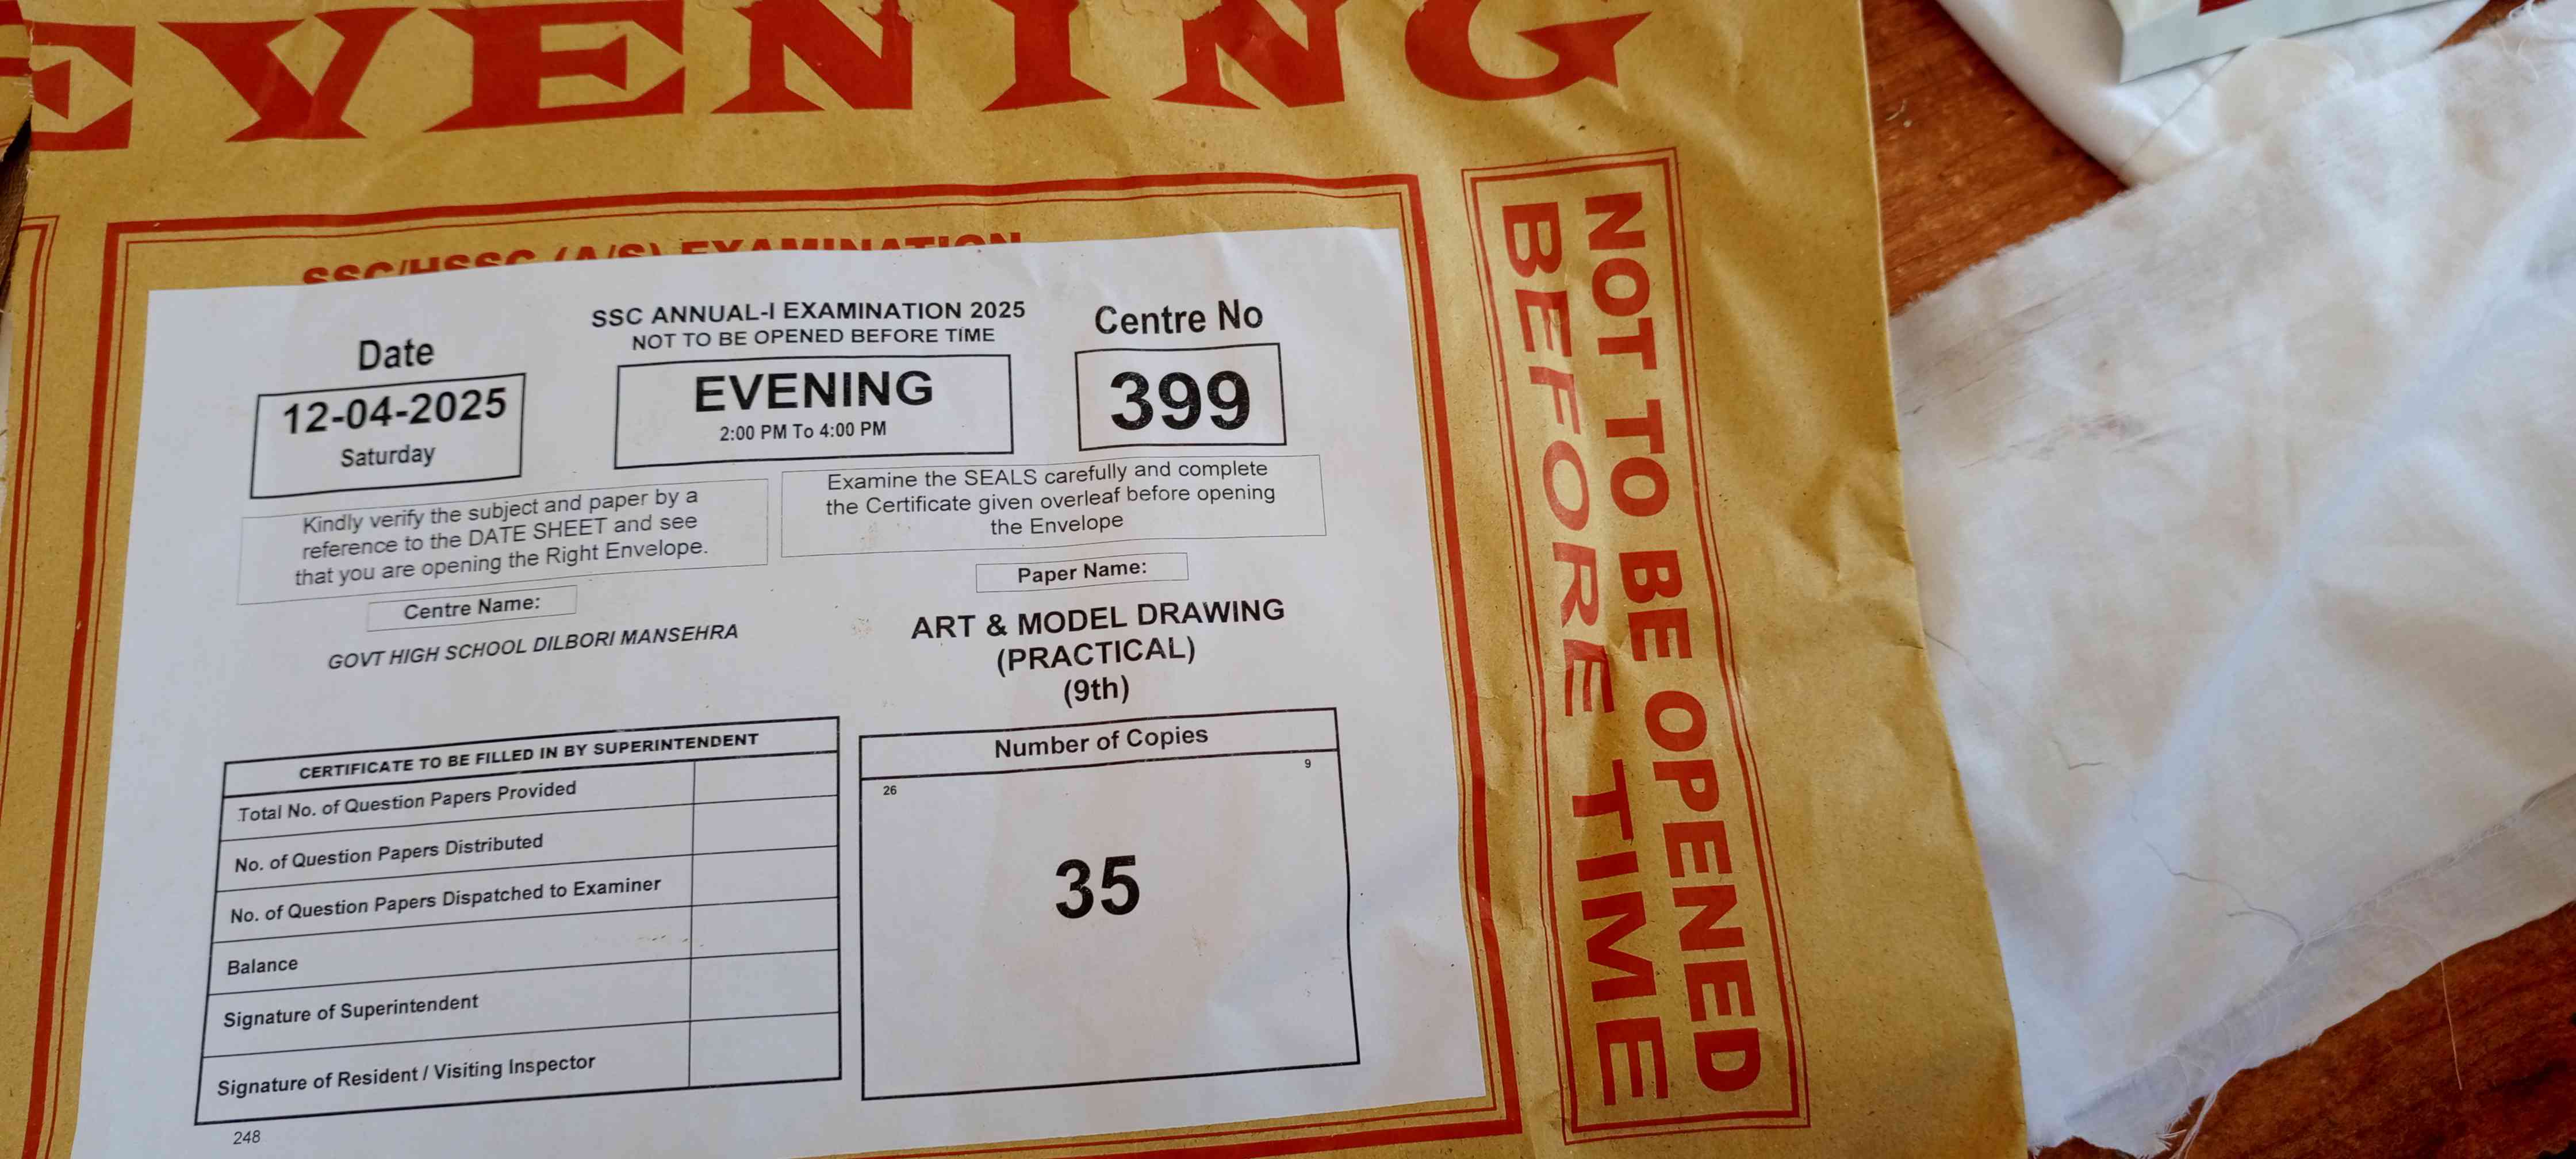 EVENING
SSC/HSSC (A/S) EXAMINATION
SSC ANNUAL-I EXAMINATION 2025
NOT TO BE OPENED BEFORE TIME
Date
12-04-2025
Saturday
EVENING
2:00 PM To 4:00 PM
Centre No
399
Kindly verify the subject and paper by a
reference to the DATE SHEET and see
that you are opening the Right Envelope.
Examine the SEALS carefully and complete
the Certificate given overleaf before opening
the Envelope
Centre Name:
GOVT HIGH SCHOOL DILBORI MANSEHRA
Paper Name:
ART & MODEL DRAWING
(PRACTICAL)
(9th)
CERTIFICATE TO BE FILLED IN BY SUPERINTENDENT
Total No. of Question Papers Provided
No. of Question Papers Distributed
No. of Question Papers Dispatched to Examiner
Balance
Signature of Superintendent
Signature of Resident / Visiting Inspector
248
Number of Copies
26
9
35
NOT TO BE OPENED
BEFORE TIME